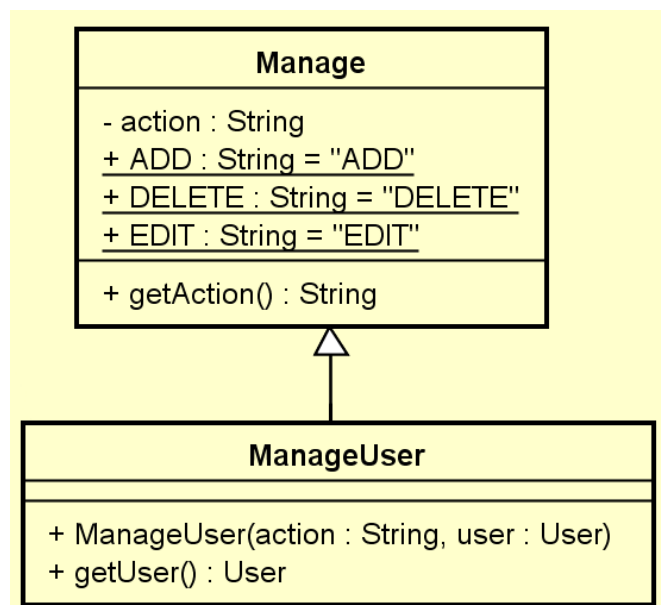 Manage
- action : String
+ ADD : String = "ADD"
+ DELETE : String = "DELETE"
+ EDIT : String = "EDIT"
+ getAction() : String
ManageUser
+ ManageUser(action : String, user : User)
+ getUser() : User